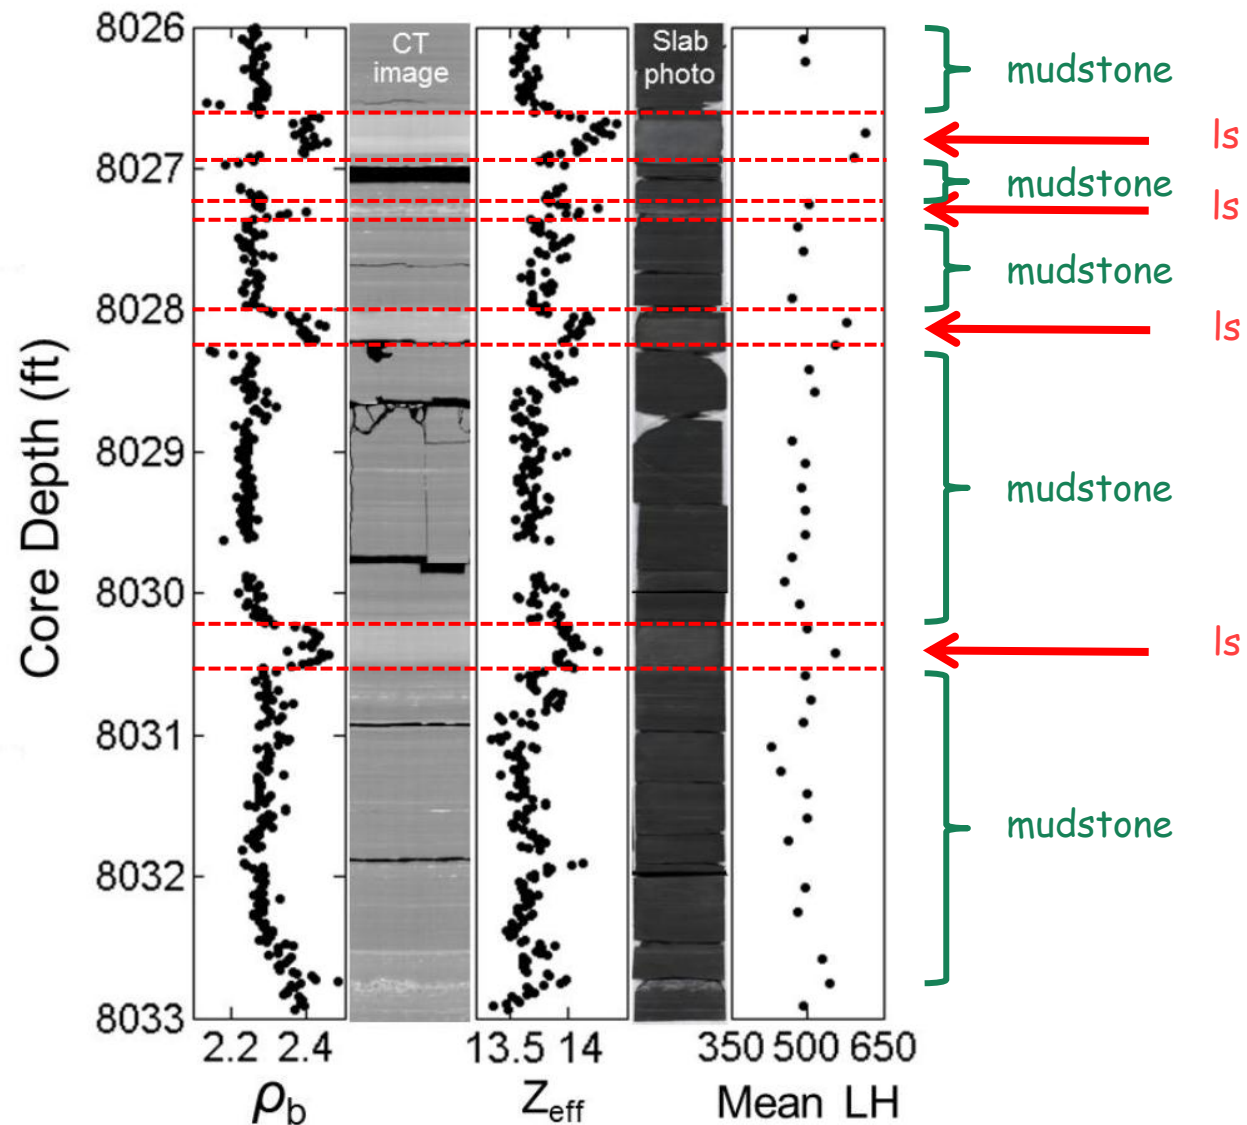 CT
image
Slab
photo
Core Depth (ft)
8026
8027
8028
8029
8030
8031
8032
8033
2.2 2.4
13.5 14
350 500 650
ρb
Zeff
Mean LH
mudstone
ls
mudstone
ls
mudstone
ls
mudstone
ls
mudstone